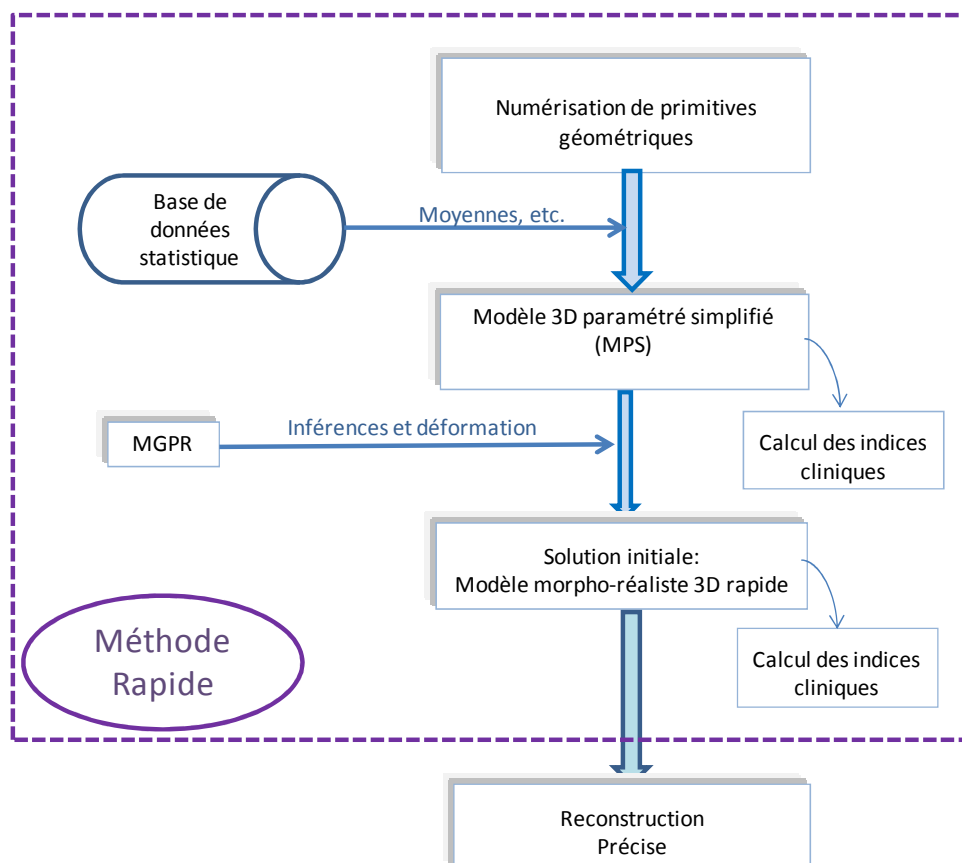 Numérisation de primitives
géométriques
Base de
données
statistique
Moyennes, etc.
Modèle 3D paramétré simplifié
(MPS)
MGPR
Inférences et déformation
Calcul des indices
cliniques
Solution initiale:
Modèle morpho-réaliste 3D rapide
Méthode
Rapide
Calcul des indices
cliniques
Reconstruction
Précise